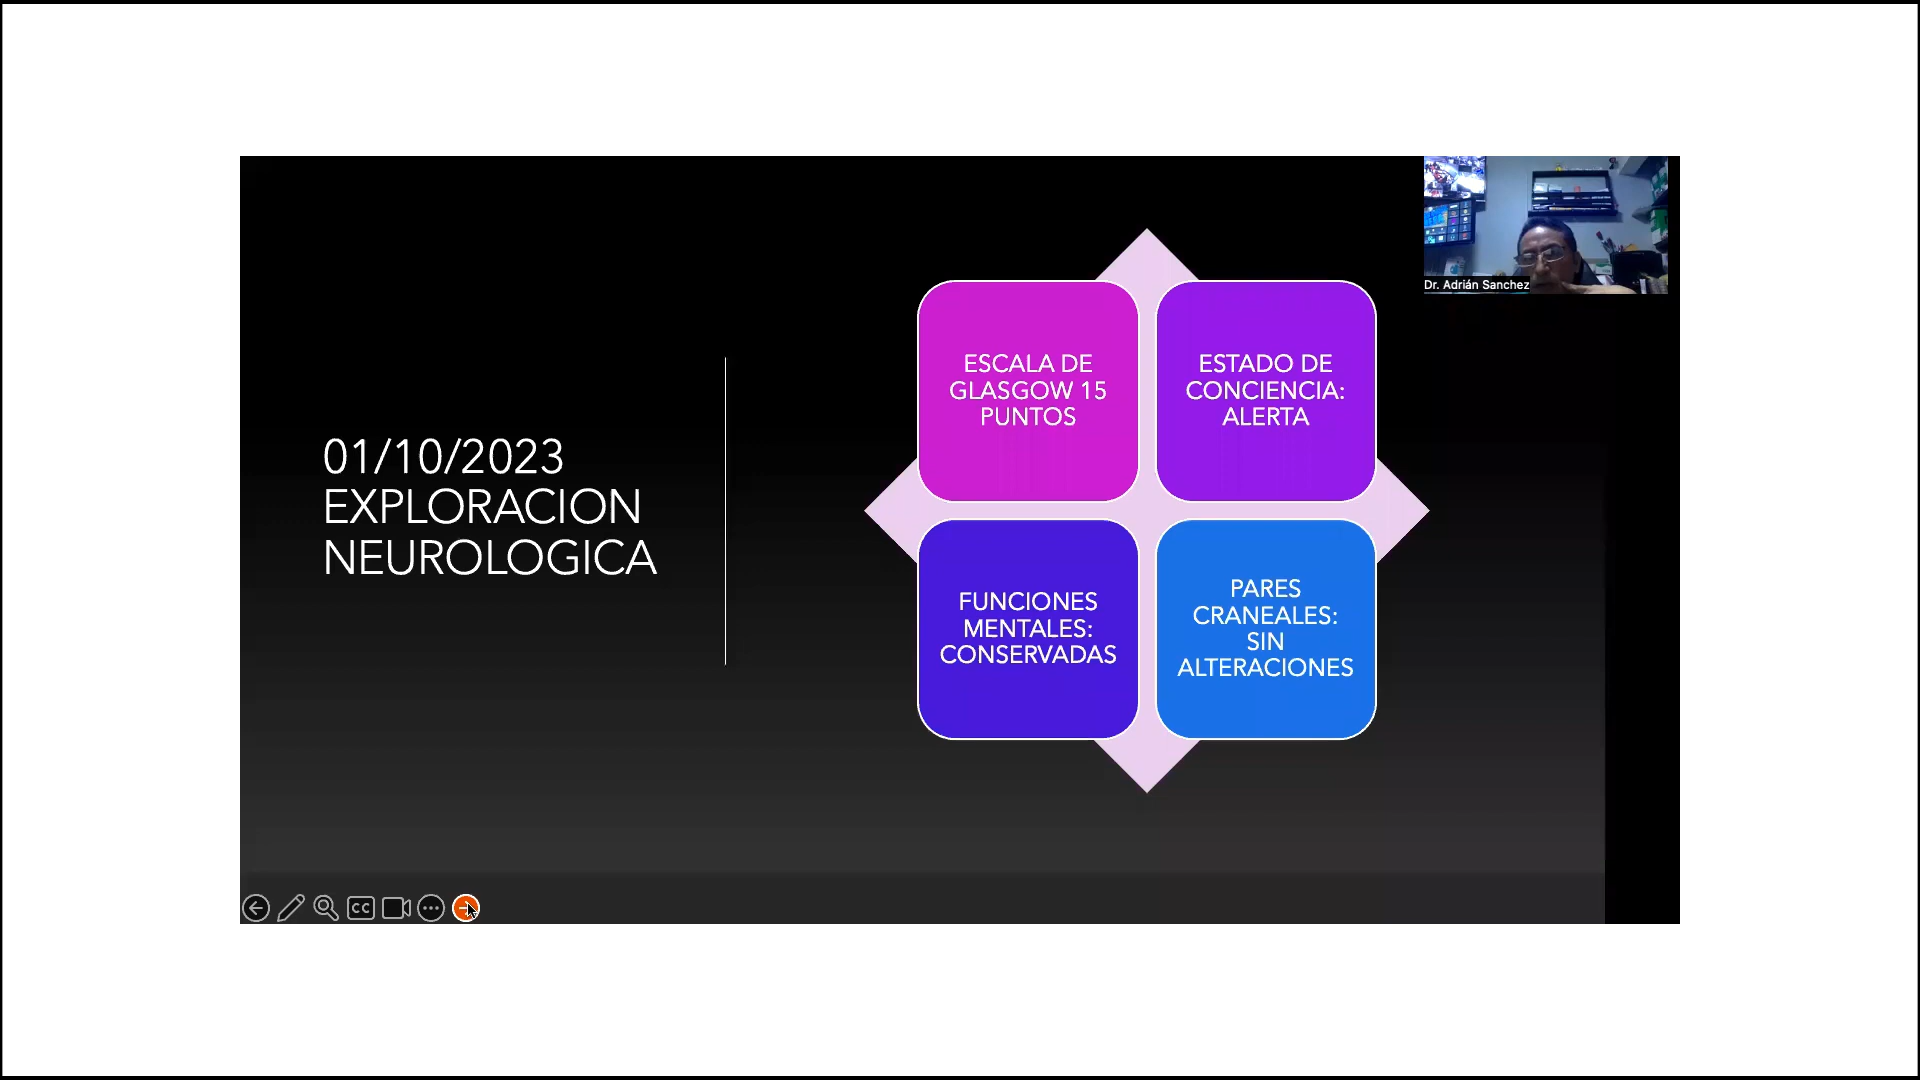 01/10/2023
EXPLORACION
NEUROLOGICA
ESCALA DE
GLASGOW 15
PUNTOS
ESTADO DE
CONCIENCIA:
ALERTA
FUNCIONES
MENTALES:
CONSERVADAS
PARES
CRANEALES:
SIN
ALTERACIONES
Dr. Adrián Sanchez
CC